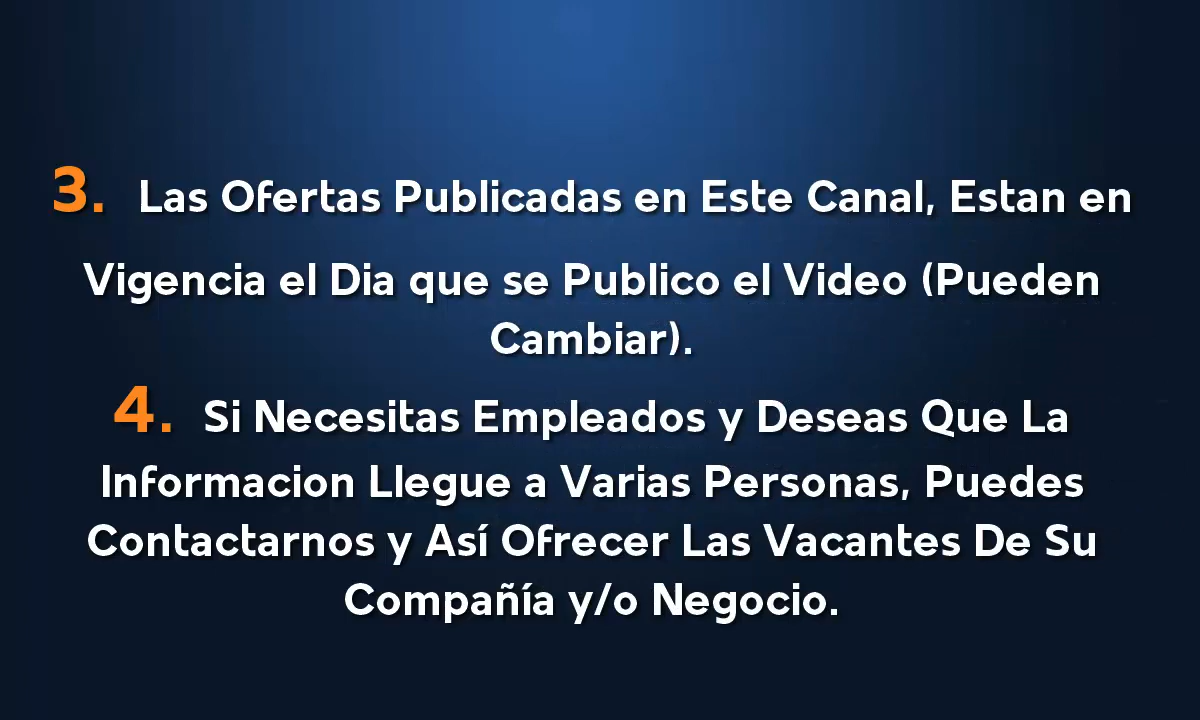 3. Las Ofertas Publicadas en Este Canal, Estan en
Vigencia el Dia que se Publico el Video (Pueden
Cambiar).
4. Si Necesitas Empleados y Deseas Que La
Informacion Llegue a Varias Personas, Puedes
Contactarnos y Así Ofrecer Las Vacantes De Su
Compañía y/o Negocio.